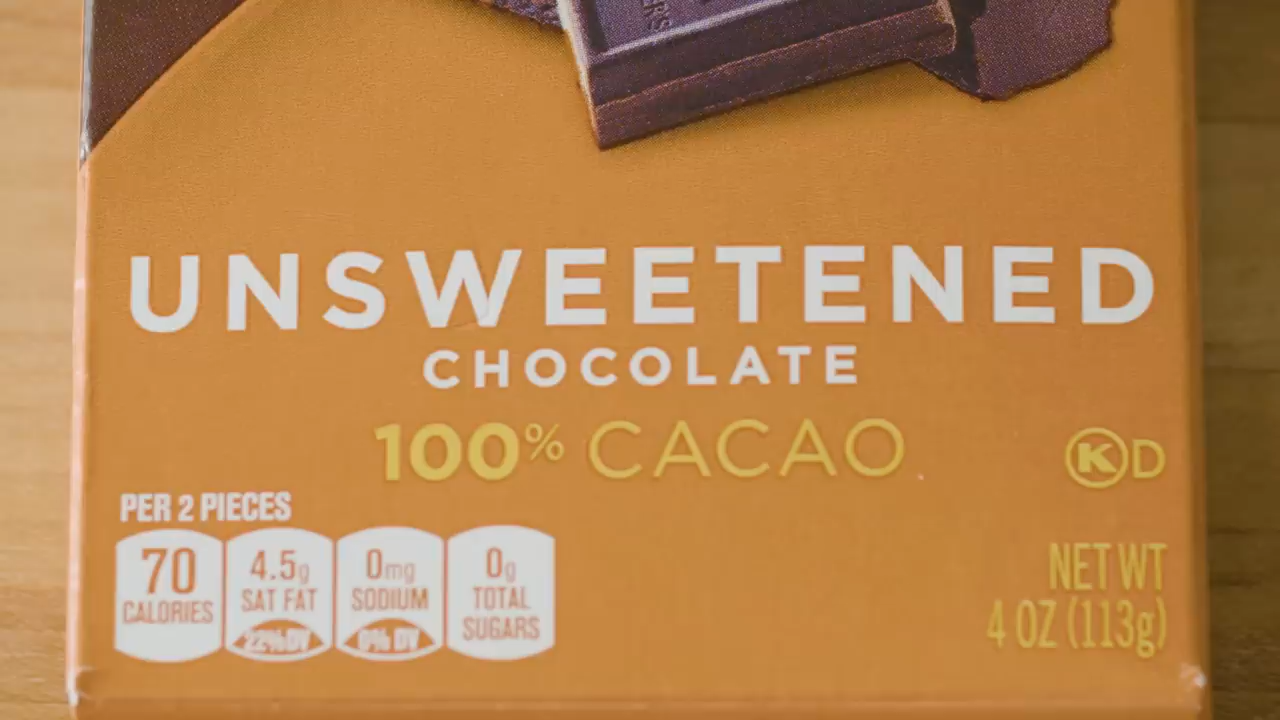 UNSWEETENED
CHOCOLATE
100% CACAO
K D
PER 2 PIECES
70 CALORIES
4.5g SAT FAT 22% DV
0mg SODIUM 0% DV
0g TOTAL SUGARS
NET WT
4 OZ (113g)